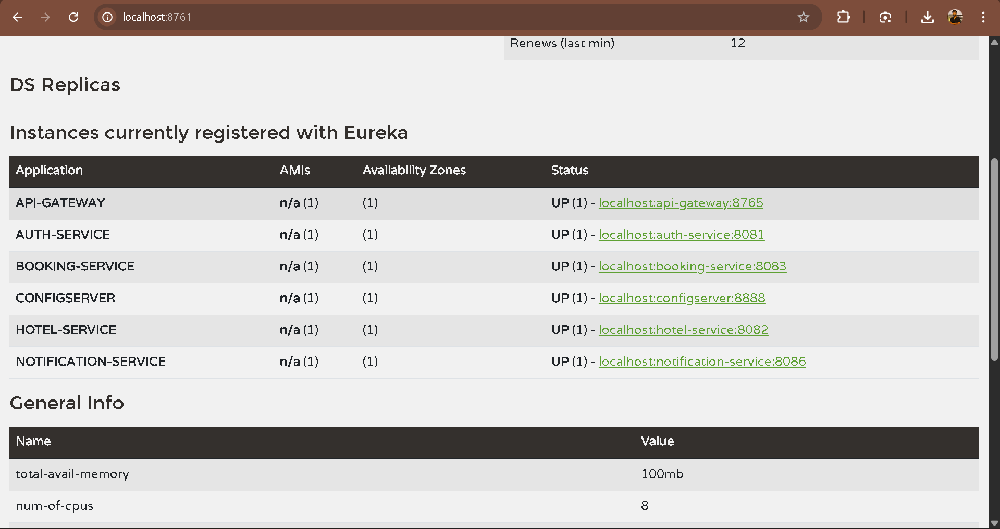 localhost:8761
Renews (last min) 12
DS Replicas
Instances currently registered with Eureka
Application AMIs Availability Zones Status
API-GATEWAY n/a (1) (1) UP (1) - localhost:api-gateway:8765
AUTH-SERVICE n/a (1) (1) UP (1) - localhost:auth-service:8081
BOOKING-SERVICE n/a (1) (1) UP (1) - localhost:booking-service:8083
CONFIGSERVER n/a (1) (1) UP (1) - localhost:configserver:8888
HOTEL-SERVICE n/a (1) (1) UP (1) - localhost:hotel-service:8082
NOTIFICATION-SERVICE n/a (1) (1) UP (1) - localhost:notification-service:8086
General Info
Name Value
total-avail-memory 100mb
num-of-cpus 8